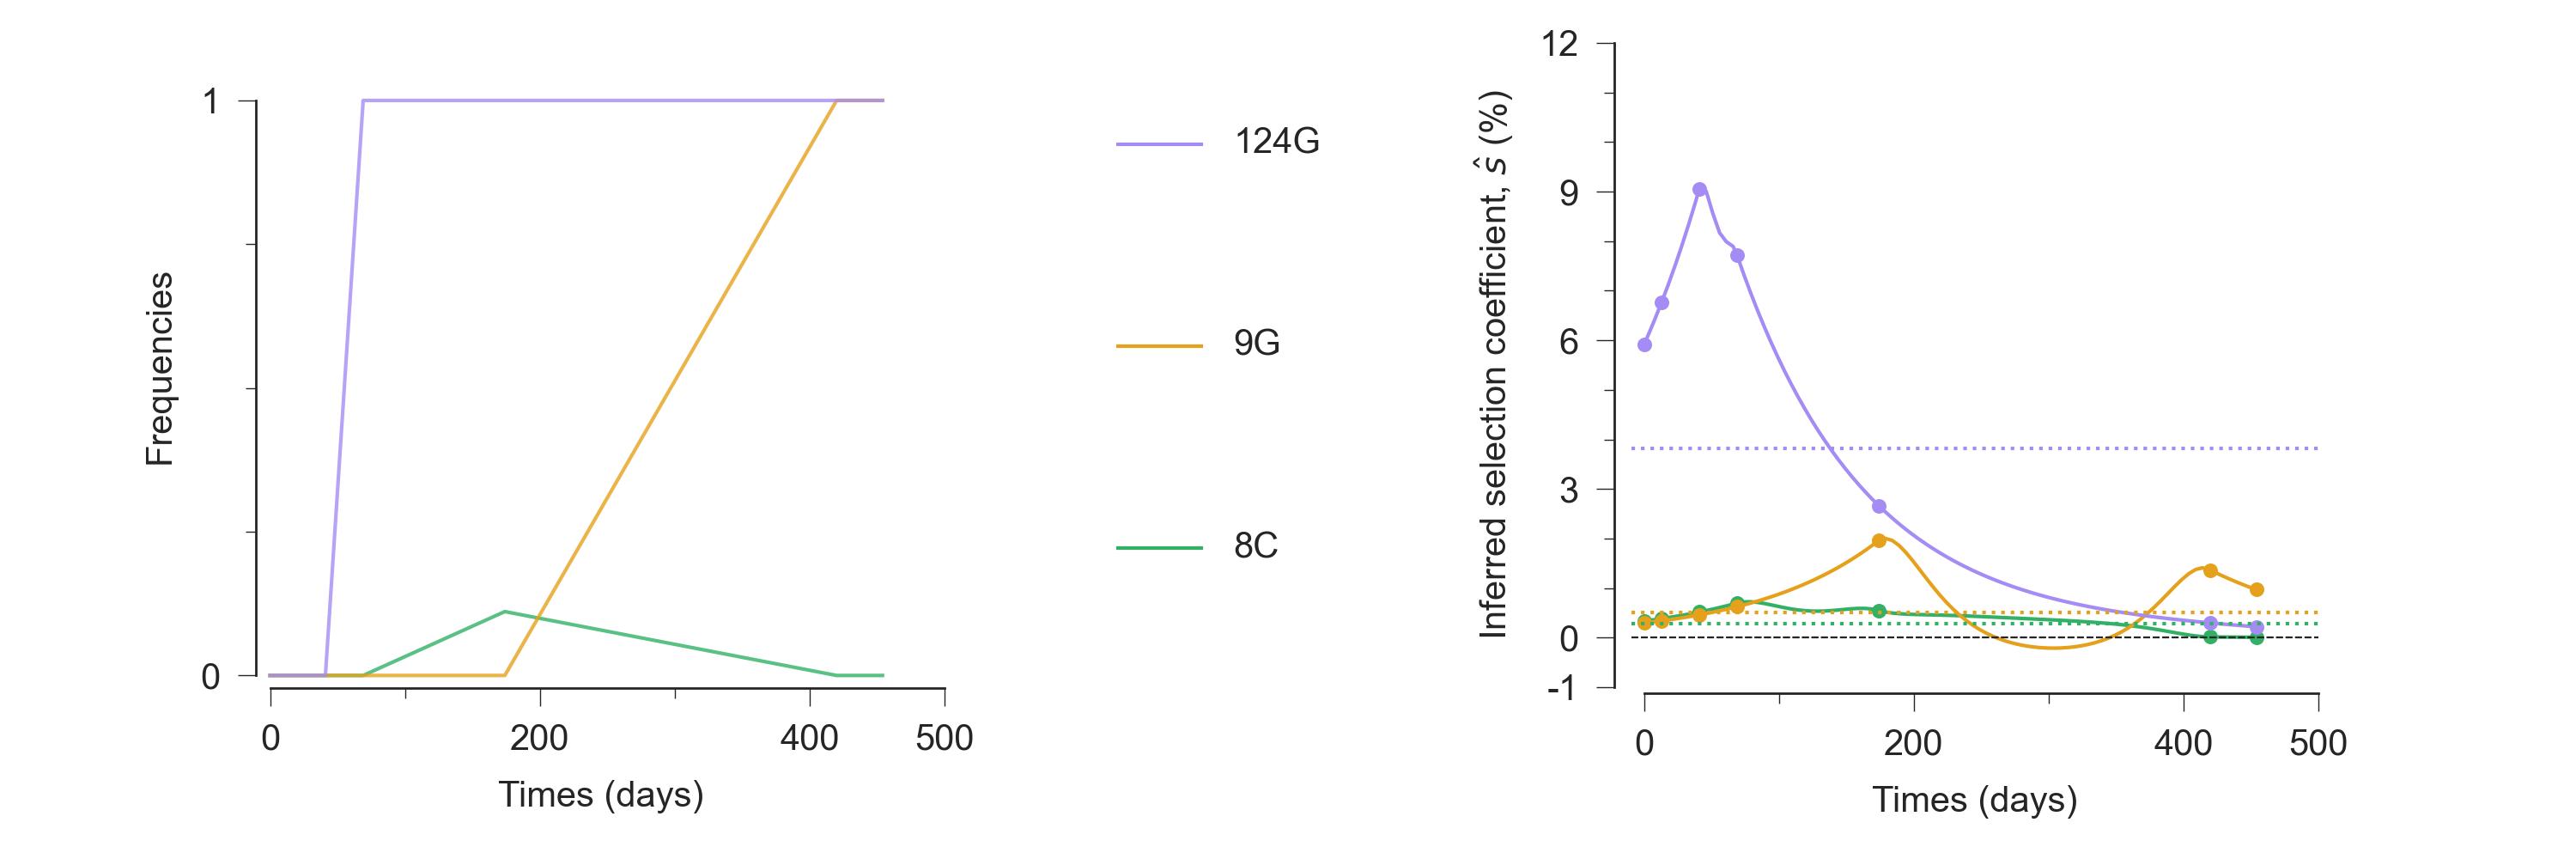 1
0
Frequencies
0
200
400
500
Times (days)
124G
9G
8C
12
9
6
3
0
-1
Inferred selection coefficient, ŝ (%)
0
200
400
500
Times (days)